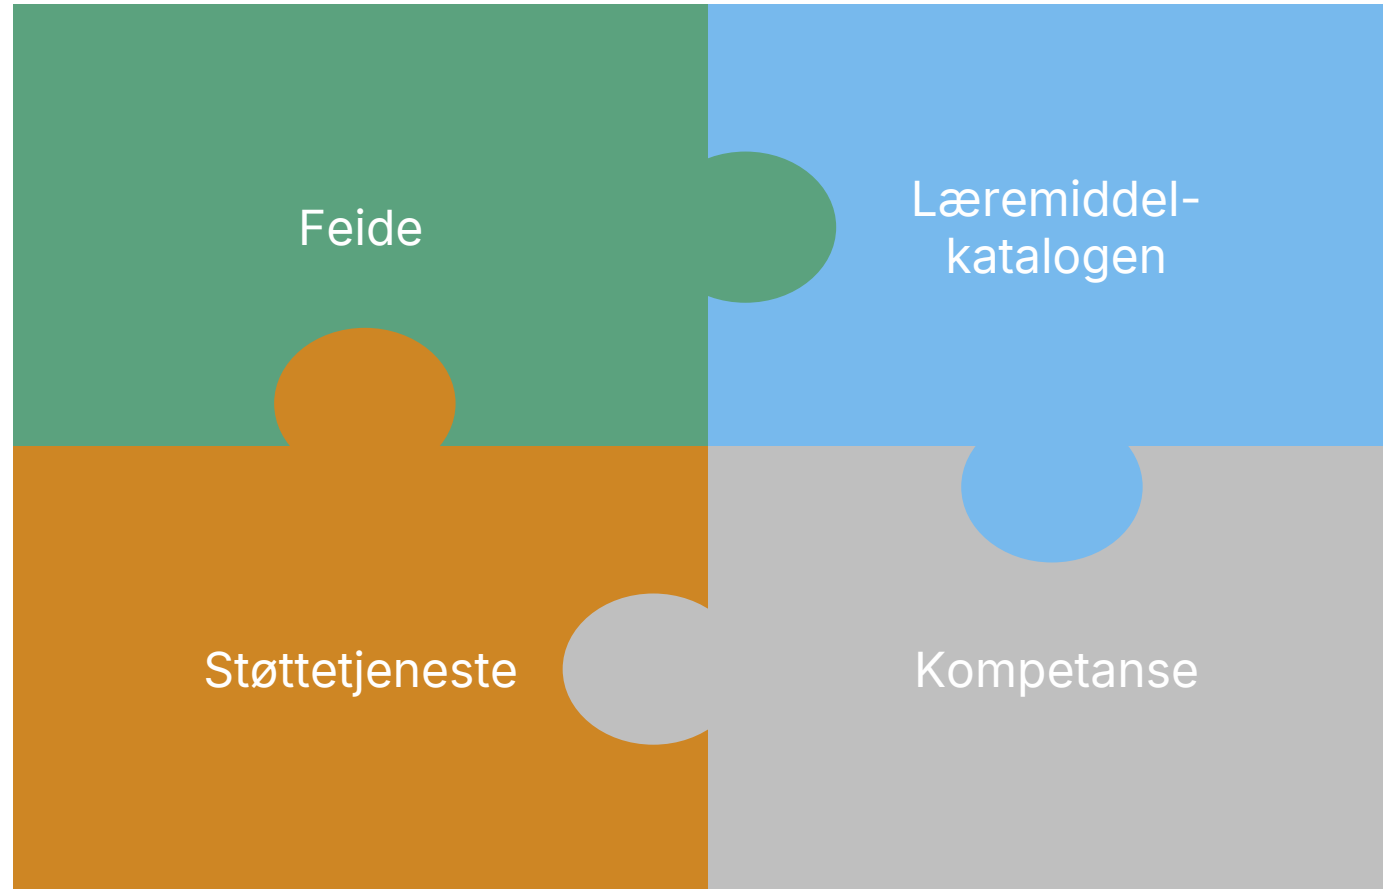 Feide
Læremiddel-
katalogen
Støttetjeneste
Kompetanse